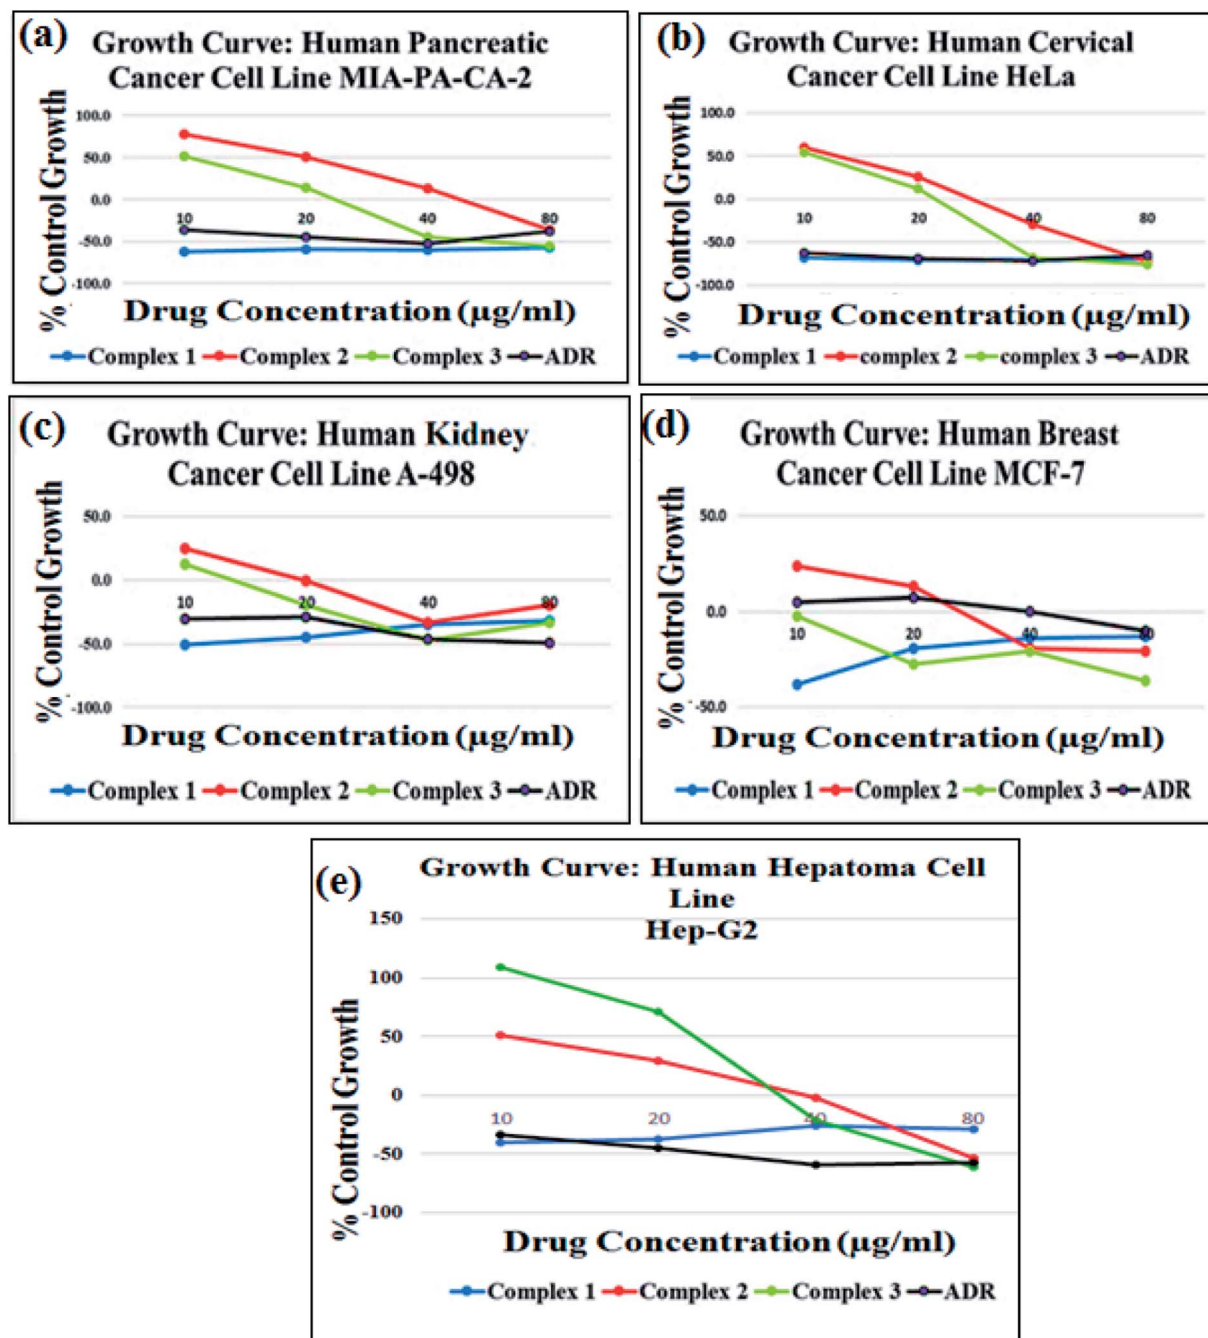 (a)
Growth Curve: Human Pancreatic
Cancer Cell Line MIA-PA-CA-2
% Control Growth
100.0
50.0
0.0
-50.0
-100.0
10 20 40 80
Drug Concentration (µg/ml)
Complex 1 Complex 2 Complex 3 ADR
(b)
Growth Curve: Human Cervical
Cancer Cell Line HeLa
% Control Growth
100.0
50.0
0.0
-50.0
-100.0
10 20 40 80
Drug Concentration (µg/ml)
Complex 1 complex 2 complex 3 ADR
(c)
Growth Curve: Human Kidney
Cancer Cell Line A-498
% Control Growth
50.0
0.0
-50.0
-100.0
10 20 40 80
Drug Concentration (µg/ml)
Complex 1 Complex 2 Complex 3 ADR
(d)
Growth Curve: Human Breast
Cancer Cell Line MCF-7
% Control Growth
50.0
0.0
-50.0
10 20 40
Drug Concentration (µg/ml)
Complex 1 Complex 2 Complex 3 ADR
(e)
Growth Curve: Human Hepatoma Cell
Line
Hep-G2
% Control Growth
150
100
50
0
-50
-100
10 20 40 80
Drug Concentration (µg/ml)
Complex 1 Complex 2 Complex 3 ADR